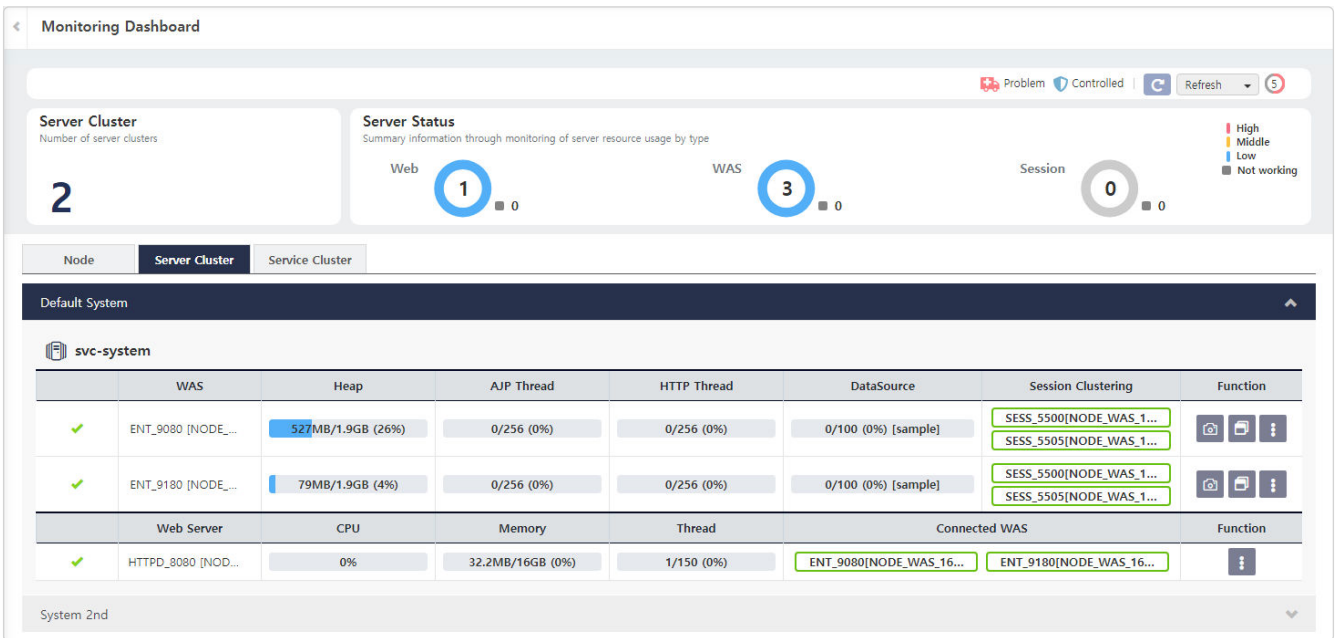 Monitoring Dashboard
Problem Controlled Refresh 5
Server Cluster
Number of server clusters
2
Server Status
Summary information through monitoring of server resource usage by type
Web 1 0
WAS 3 0
Session 0 0
High
Middle
Low
Not working
Node Server Cluster Service Cluster
Default System
svc-system
WAS Heap AJP Thread HTTP Thread DataSource Session Clustering Function
ENT_9080 [NODE_... 527MB/1.9GB (26%) 0/256 (0%) 0/256 (0%) 0/100 (0%) [sample] SESS_5500[NODE_WAS_1...
SESS_5505[NODE_WAS_1...
ENT_9180 [NODE_... 79MB/1.9GB (4%) 0/256 (0%) 0/256 (0%) 0/100 (0%) [sample] SESS_5500[NODE_WAS_1...
SESS_5505[NODE_WAS_1...
Web Server CPU Memory Thread Connected WAS Function
HTTPD_8080 [NOD... 0% 32.2MB/16GB (0%) 1/150 (0%) ENT_9080[NODE_WAS_16... ENT_9180[NODE_WAS_16...
System 2nd